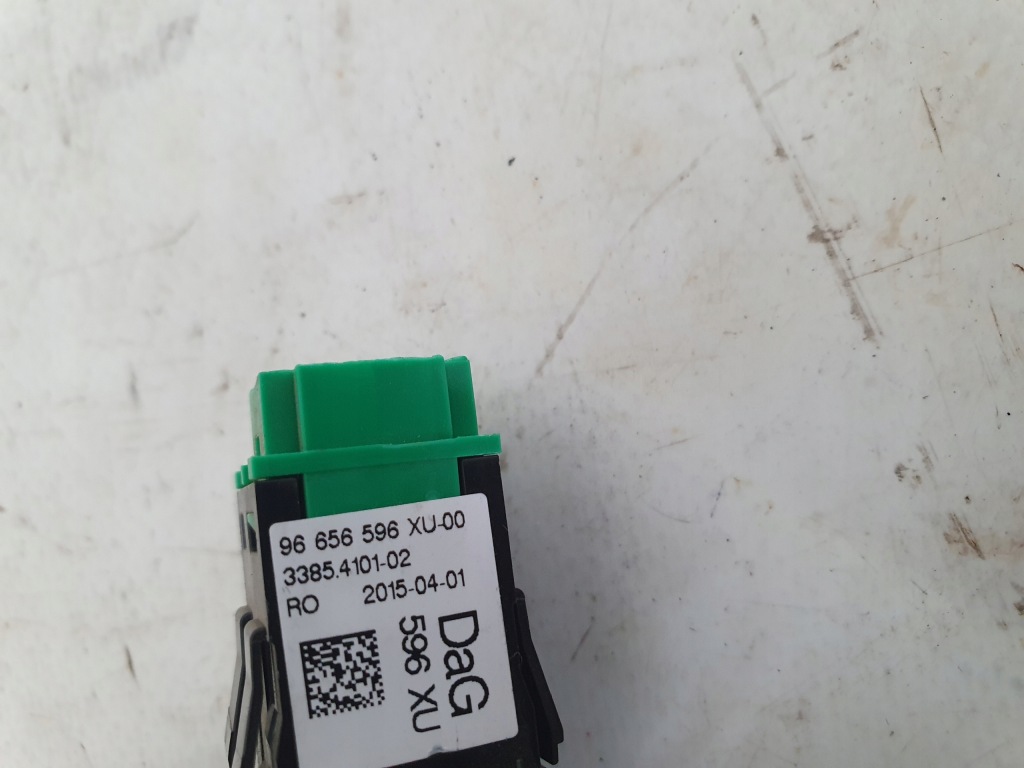 96 656 596 XU-00
3385.4101-02
RO 2015-04-01
DaG
596 XU